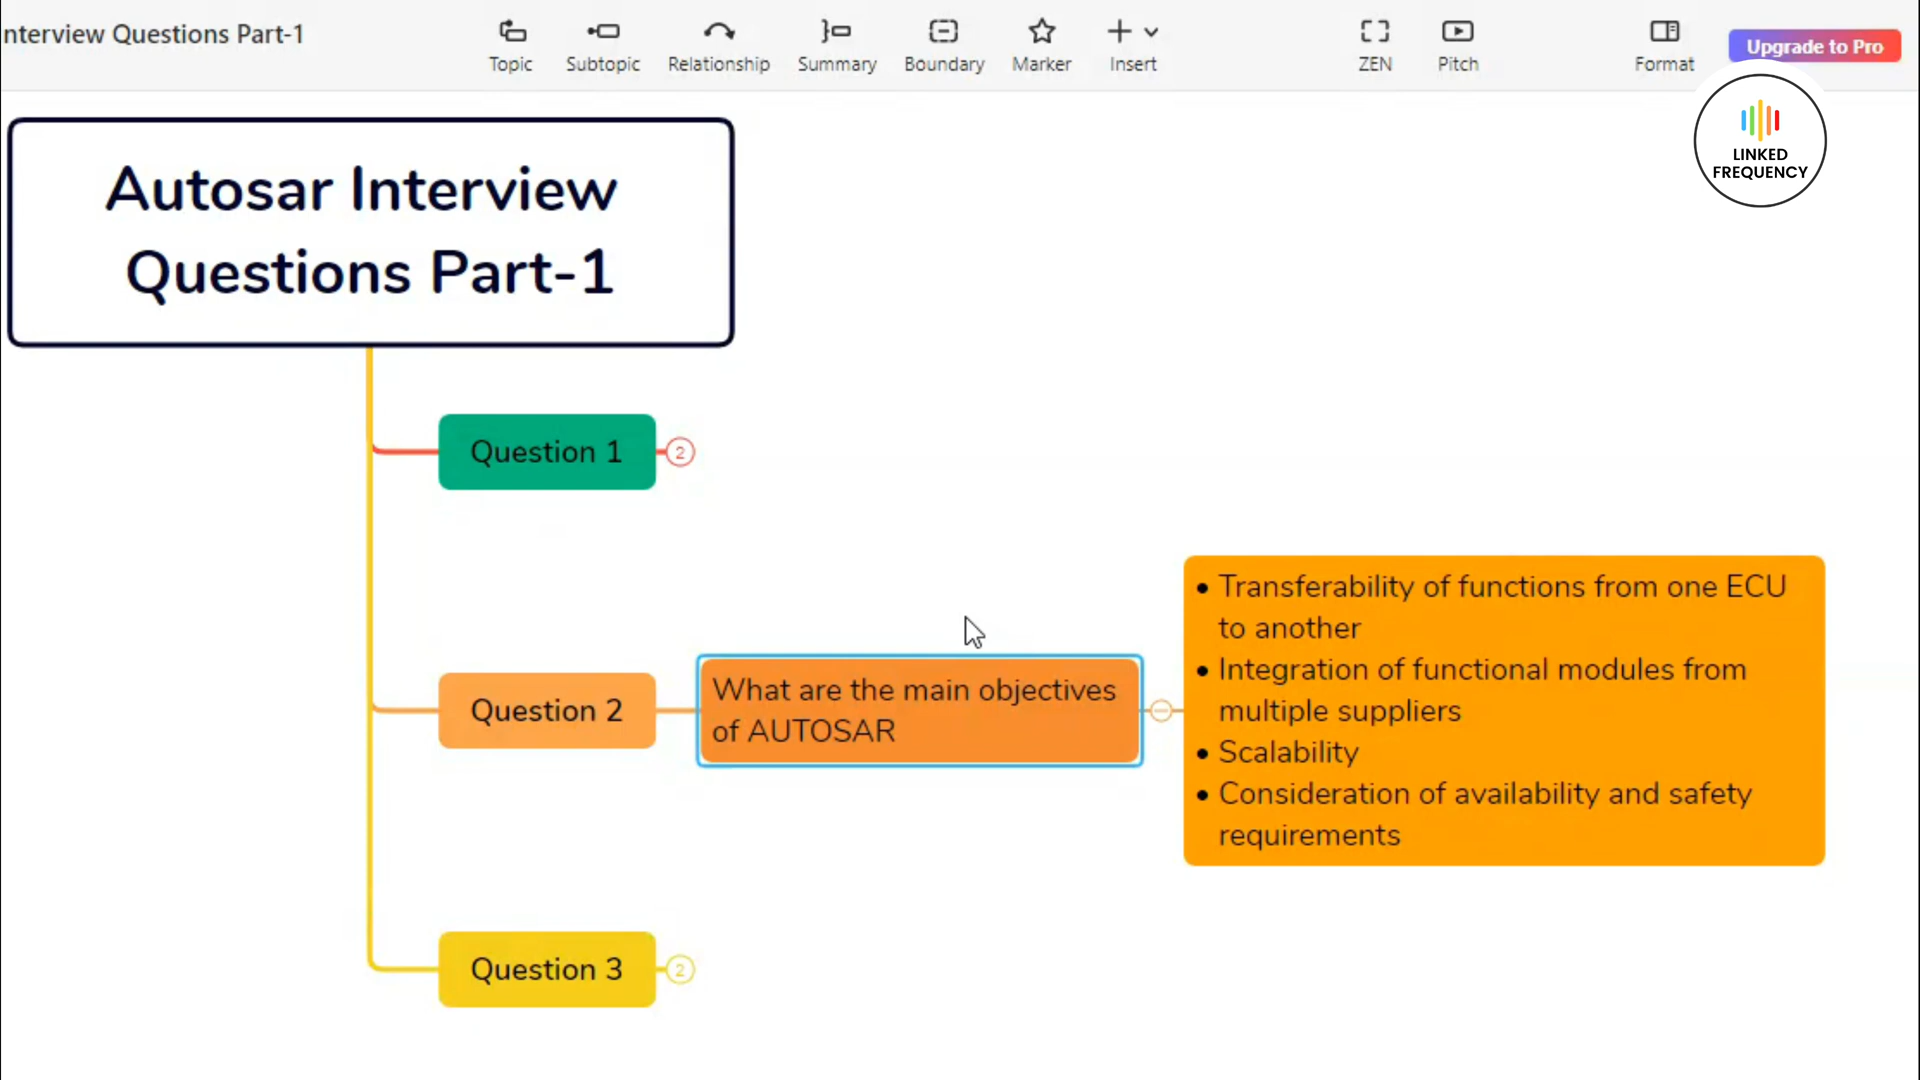 nterview Questions Part-1
Topic
Subtopic
Relationship
Summary
Boundary
Marker
Insert
ZEN
Pitch
Format
Upgrade to Pro
LINKED
FREQUENCY
Autosar Interview
Questions Part-1
Question 1
2
Question 2
What are the main objectives
of AUTOSAR
• Transferability of functions from one ECU
to another
• Integration of functional modules from
multiple suppliers
• Scalability
• Consideration of availability and safety
requirements
Question 3
2